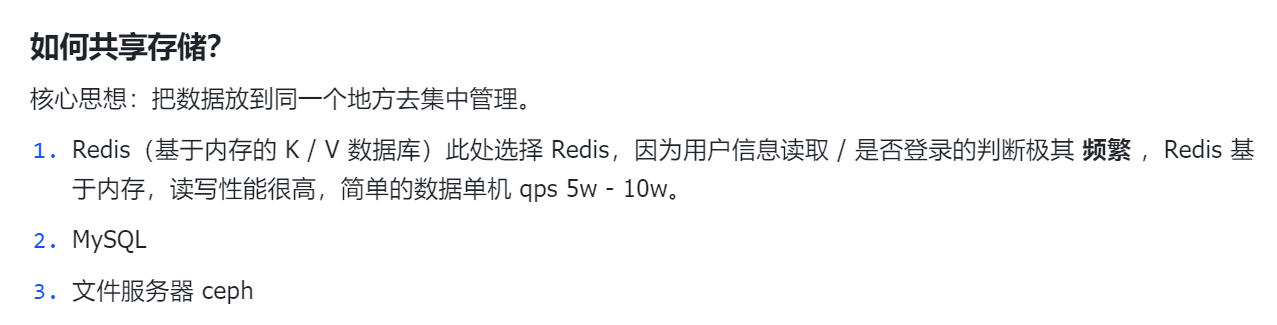 如何共享存储？
核心思想：把数据放到同一个地方去集中管理。
1. Redis（基于内存的 K / V 数据库）此处选择 Redis，因为用户信息读取 / 是否登录的判断极其 频繁 ，Redis 基
于内存，读写性能很高，简单的数据单机 qps 5w - 10w。
2. MySQL
3. 文件服务器 ceph